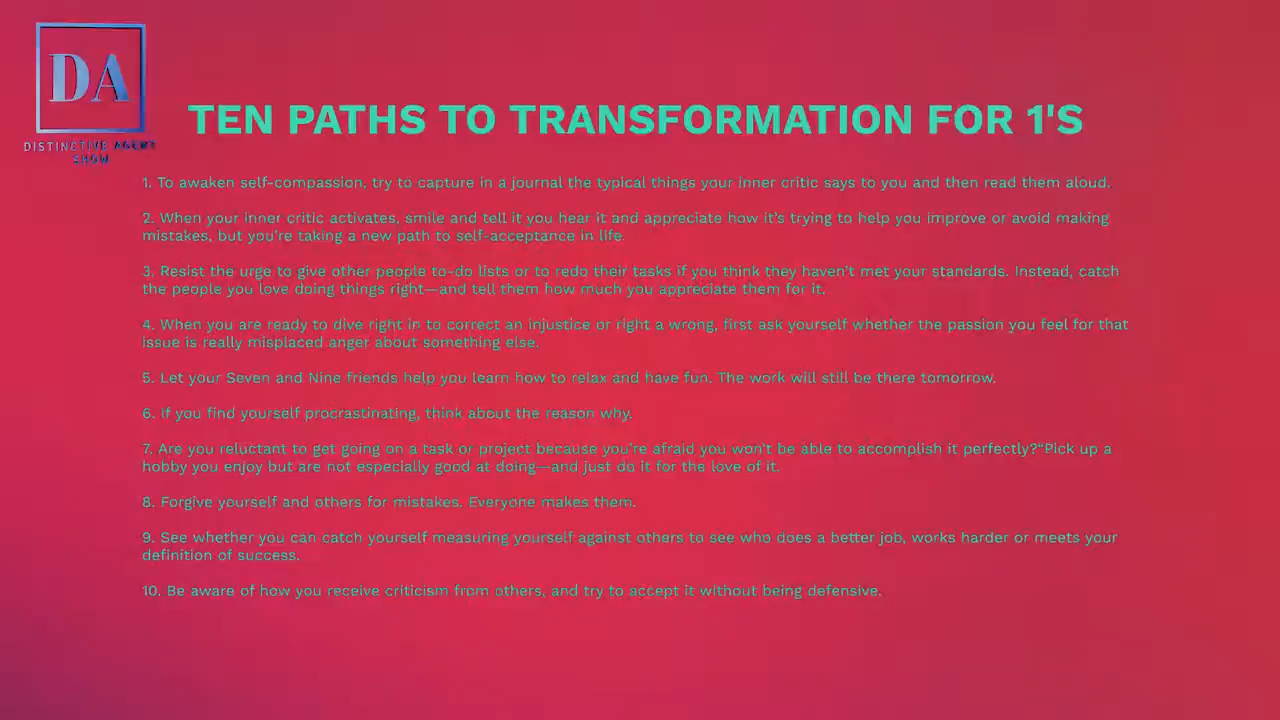 DA
DISTINCTIVE AGENT
SHOW
TEN PATHS TO TRANSFORMATION FOR 1'S
1. To awaken self-compassion, try to capture in a journal the typical things your inner critic says to you and then read them aloud.
2. When your inner critic activates, smile and tell it you hear it and appreciate how it's trying to help you improve or avoid making
mistakes, but you're taking a new path to self-acceptance in life.
3. Resist the urge to give other people to-do lists or to redo their tasks if you think they haven't met your standards. Instead, catch
the people you love doing things right—and tell them how much you appreciate them for it.
4. When you are ready to dive right in to correct an injustice or right a wrong, first ask yourself whether the passion you feel for that
issue is really misplaced anger about something else.
5. Let your Seven and Nine friends help you learn how to relax and have fun. The work will still be there tomorrow.
6. If you find yourself procrastinating, think about the reason why.
7. Are you reluctant to get going on a task or project because you're afraid you won't be able to accomplish it perfectly?“Pick up a
hobby you enjoy but are not especially good at doing—and just do it for the love of it.
8. Forgive yourself and others for mistakes. Everyone makes them.
9. See whether you can catch yourself measuring yourself against others to see who does a better job, works harder or meets your
definition of success.
10. Be aware of how you receive criticism from others, and try to accept it without being defensive.